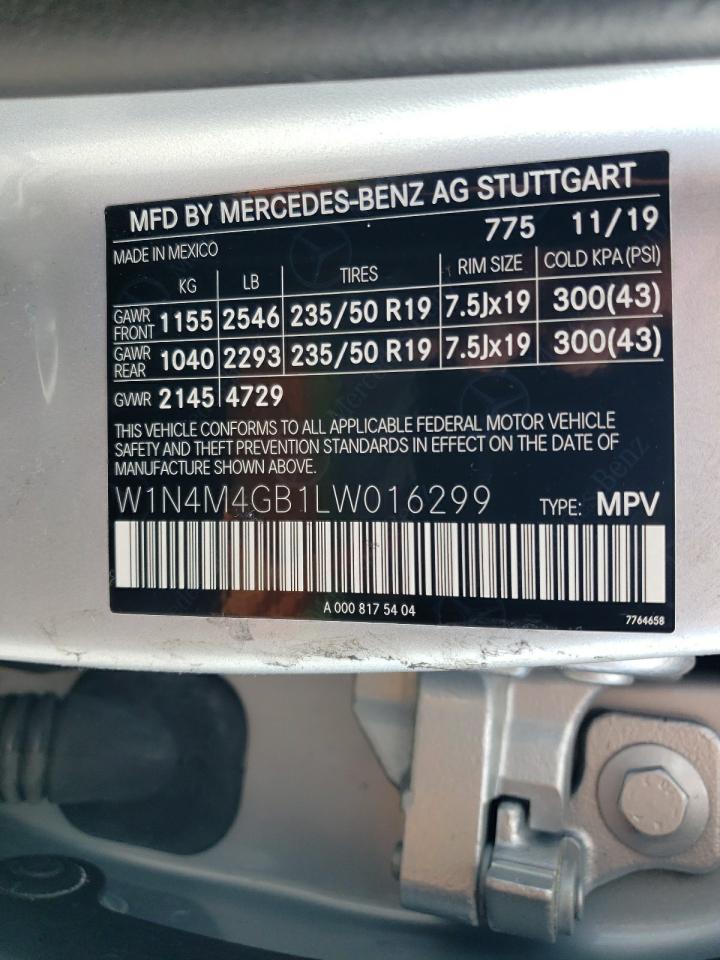 MFD BY MERCEDES-BENZ AG STUTTGART
MADE IN MEXICO 775 11/19
KG LB TIRES RIM SIZE COLD KPA (PSI)
GAWR FRONT 1155 2546 235/50 R19 7.5Jx19 300(43)
GAWR REAR 1040 2293 235/50 R19 7.5Jx19 300(43)
GVWR 2145 4729
THIS VEHICLE CONFORMS TO ALL APPLICABLE FEDERAL MOTOR VEHICLE
SAFETY AND THEFT PREVENTION STANDARDS IN EFFECT ON THE DATE OF
MANUFACTURE SHOWN ABOVE.
W1N4M4GB1LW016299 TYPE: MPV
A 000 817 54 04
7764658